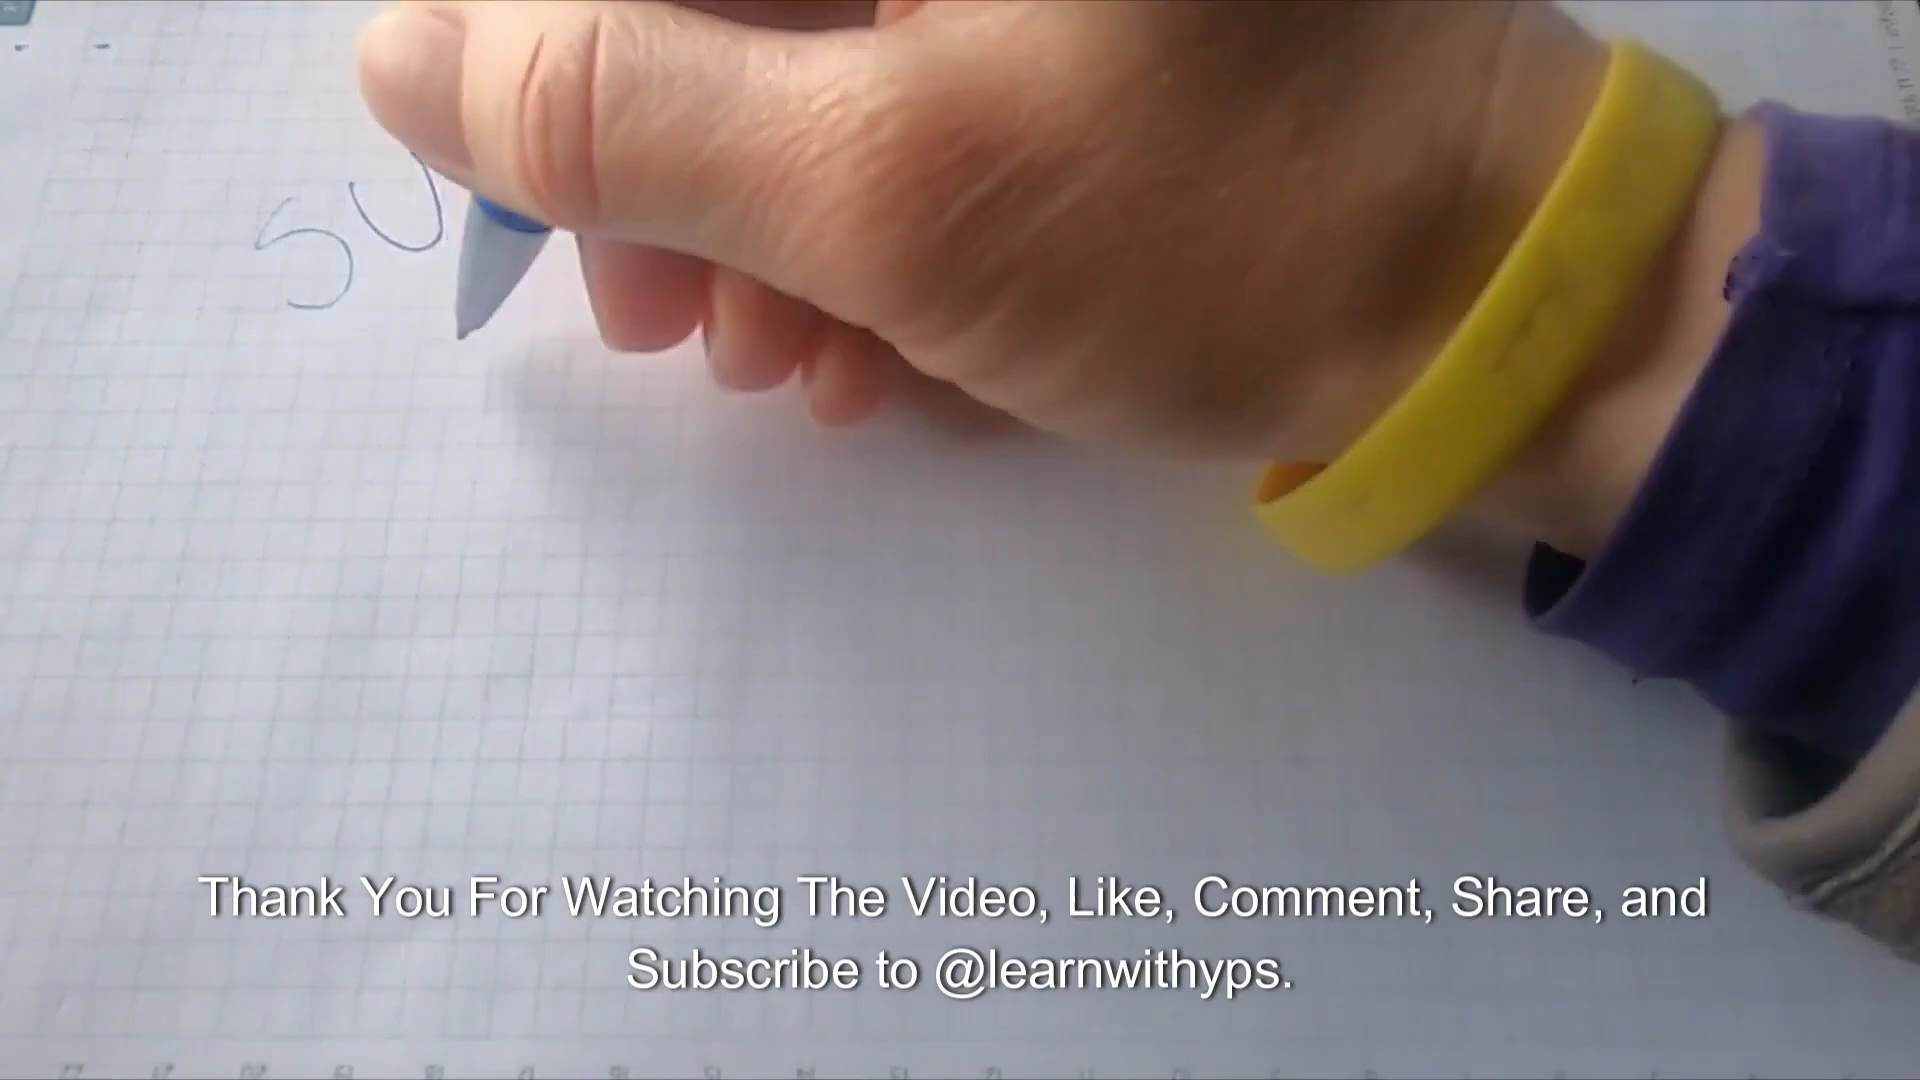 SU
Thank You For Watching The Video, Like, Comment, Share, and
Subscribe to @learnwithyps.